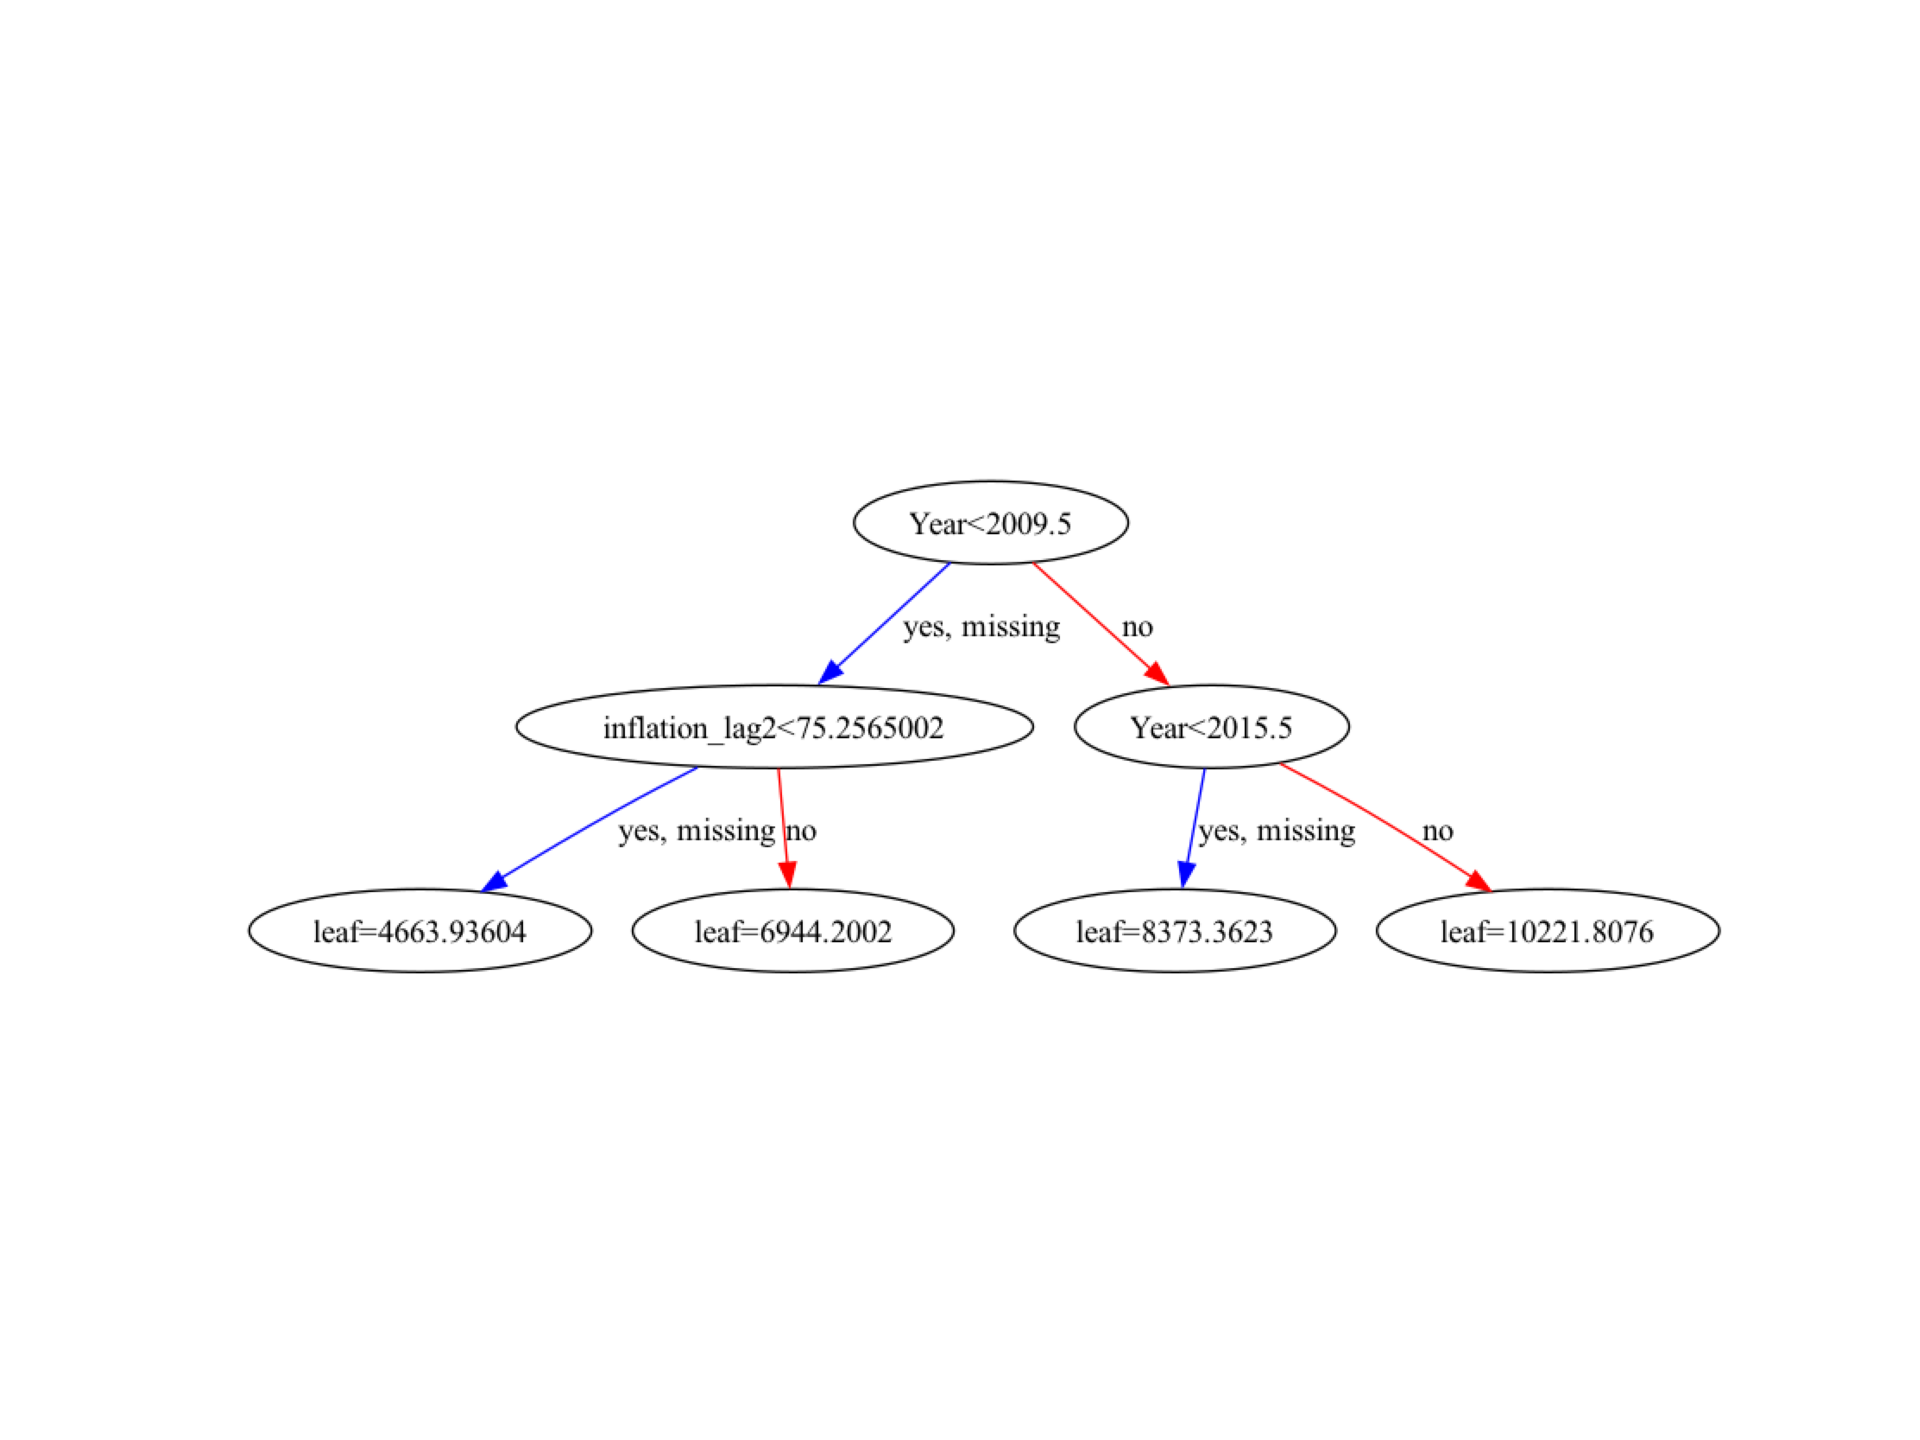 Year<2009.5
yes, missing
no
inflation_lag2<75.2565002
Year<2015.5
yes, missing
no
yes, missing
no
leaf=4663.93604
leaf=6944.2002
leaf=8373.3623
leaf=10221.8076